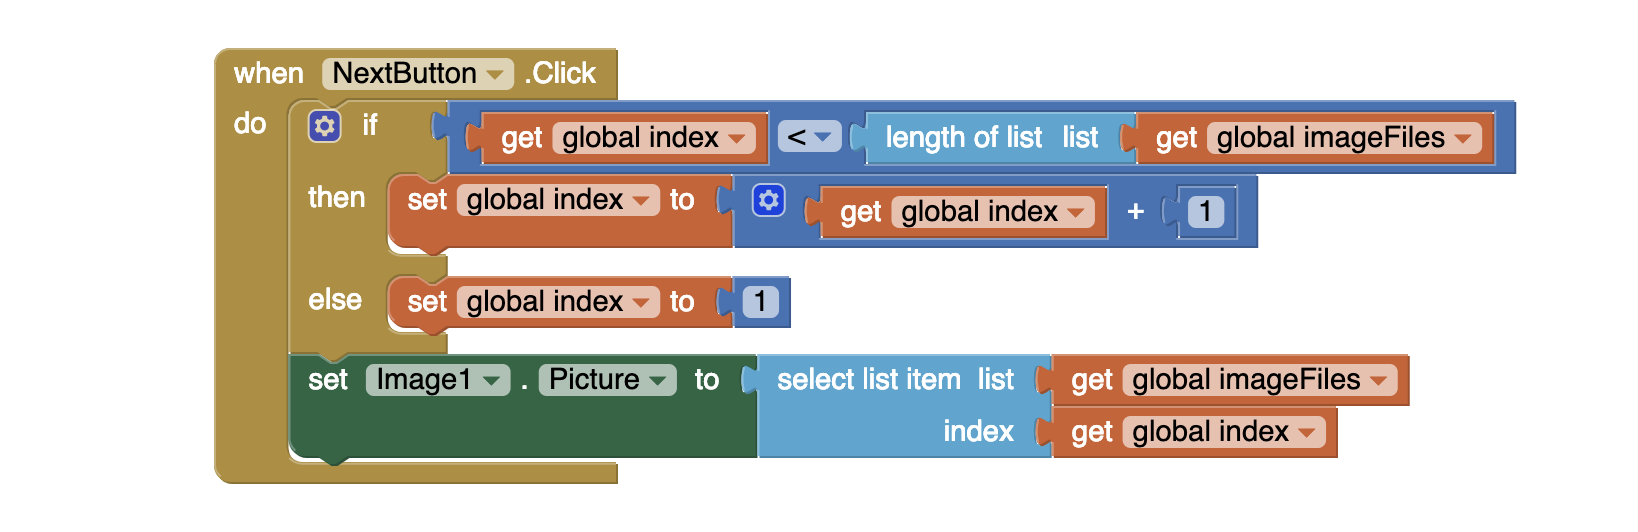 when NextButton .Click
do if get global index < length of list list get global imageFiles
then set global index to get global index + 1
else set global index to 1
set Image1 . Picture to select list item list get global imageFiles
index get global index